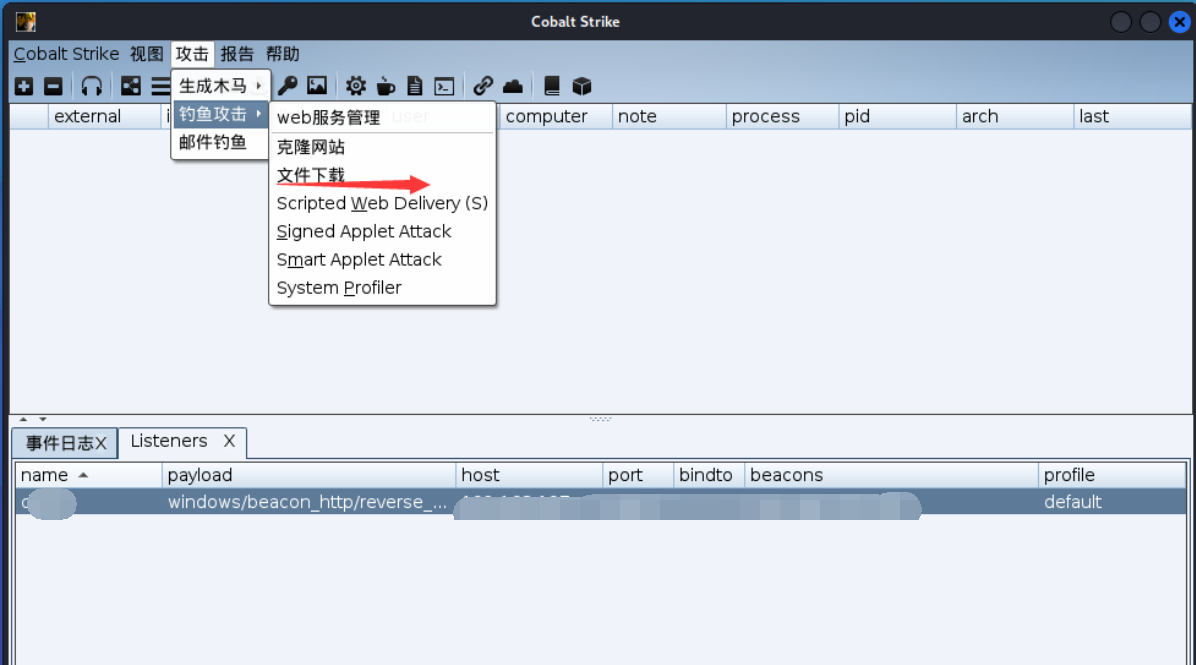 Cobalt Strike
Cobalt Strike 视图 攻击 报告 帮助
生成木马
钓鱼攻击
邮件钓鱼
web服务管理
克隆网站
文件下载
Scripted Web Delivery (S)
Signed Applet Attack
Smart Applet Attack
System Profiler
external user computer note process pid arch last
事件日志X Listeners X
name payload host port bindto beacons profile
windows/beacon_http/reverse_... default